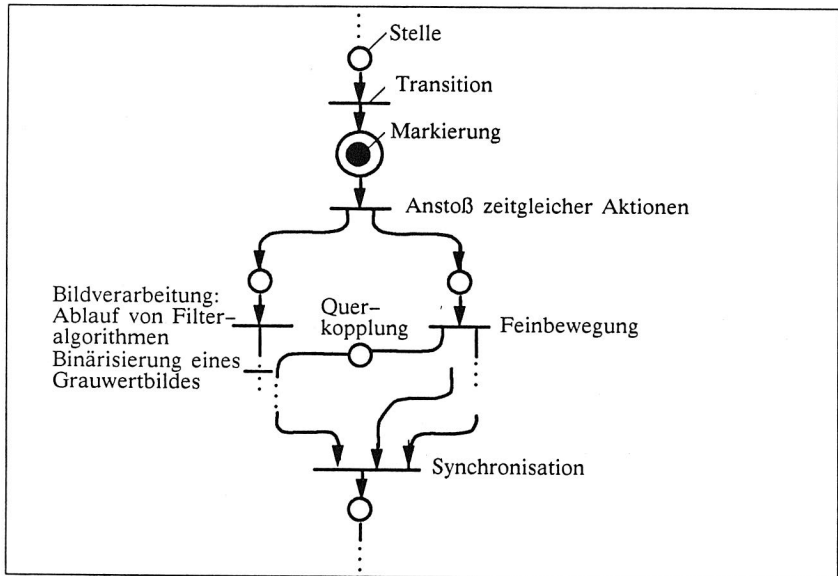 Stelle
Transition
Markierung
Anstoß zeitgleicher Aktionen
Bildverarbeitung:
Ablauf von Filter–
algorithmen
Binärisierung eines
Grauwertbildes
Quer–
kopplung
Feinbewegung
Synchronisation